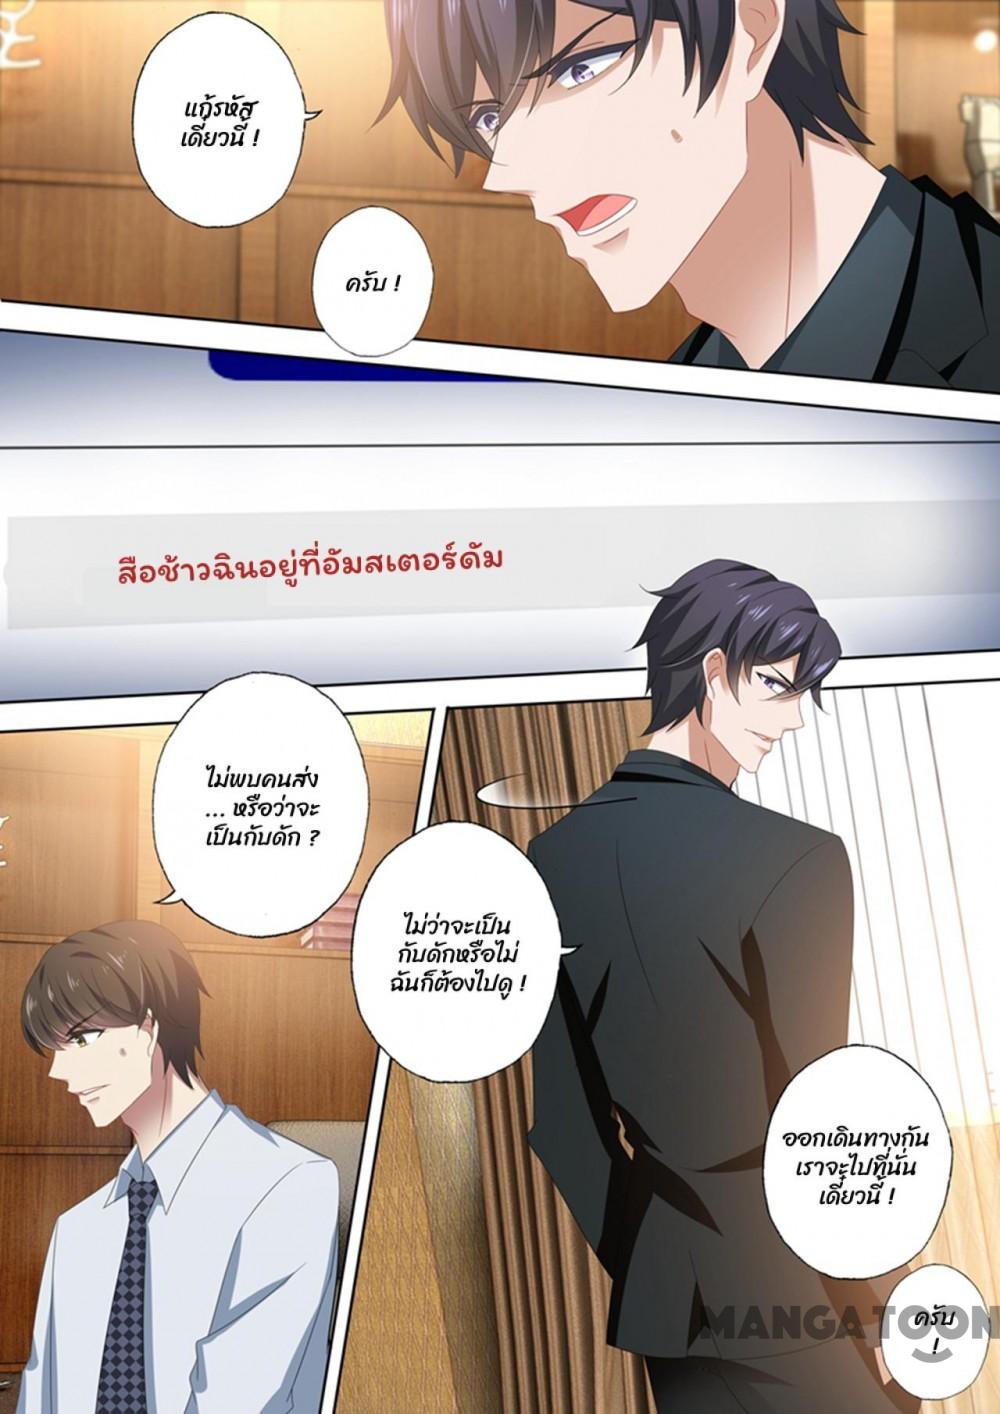 แก้รหัส
เดี๋ยวนี้ !
ครับ !
สือช้าวฉินอยู่ที่อัมสเตอร์ดัม
ไม่พบคนส่ง
... หรือว่าจะ
เป็นกับดัก ?
ไม่ว่าจะเป็น
กับดักหรือไม่
ฉันก็ต้องไปดู !
ออกเดินทางกัน
เราจะไปที่นั่น
เดี๋ยวนี้ !
ครับ
!
MANGATOON